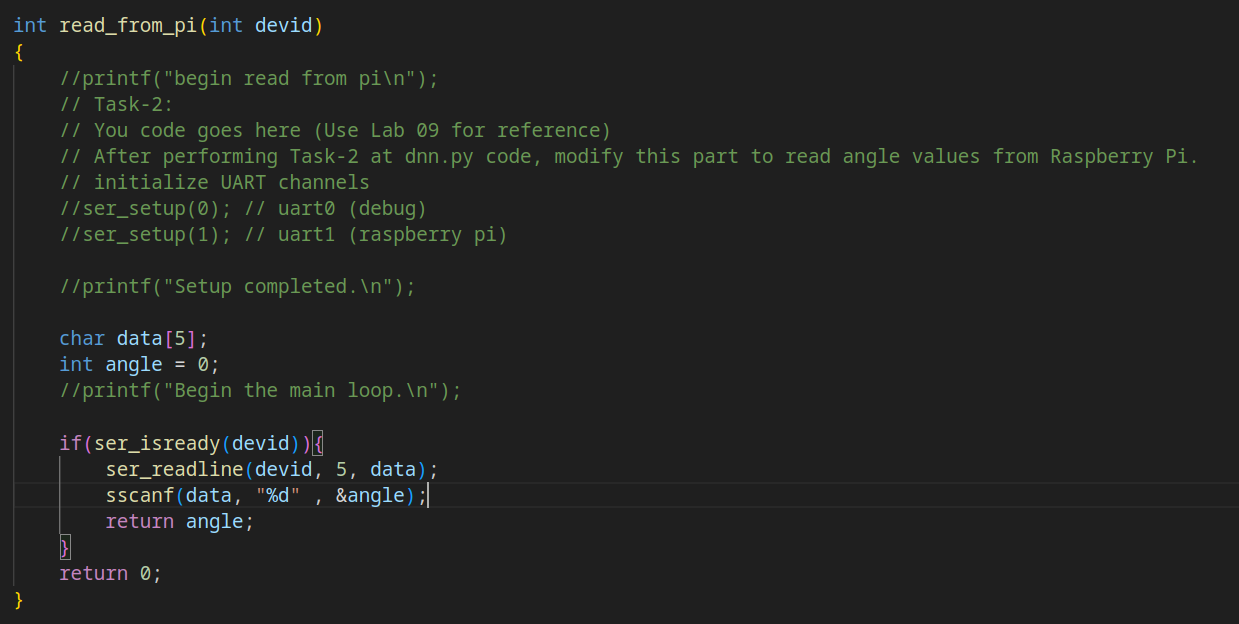 int read_from_pi(int devid)
{
    //printf("begin read from pi\n");
    // Task-2:
    // You code goes here (Use Lab 09 for reference)
    // After performing Task-2 at dnn.py code, modify this part to read angle values from Raspberry Pi.
    // initialize UART channels
    //ser_setup(0); // uart0 (debug)
    //ser_setup(1); // uart1 (raspberry pi)

    //printf("Setup completed.\n");

    char data[5];
    int angle = 0;
    //printf("Begin the main loop.\n");

    if(ser_isready(devid)){
        ser_readline(devid, 5, data);
        sscanf(data, "%d" , &angle);
        return angle;
    }
    return 0;
}